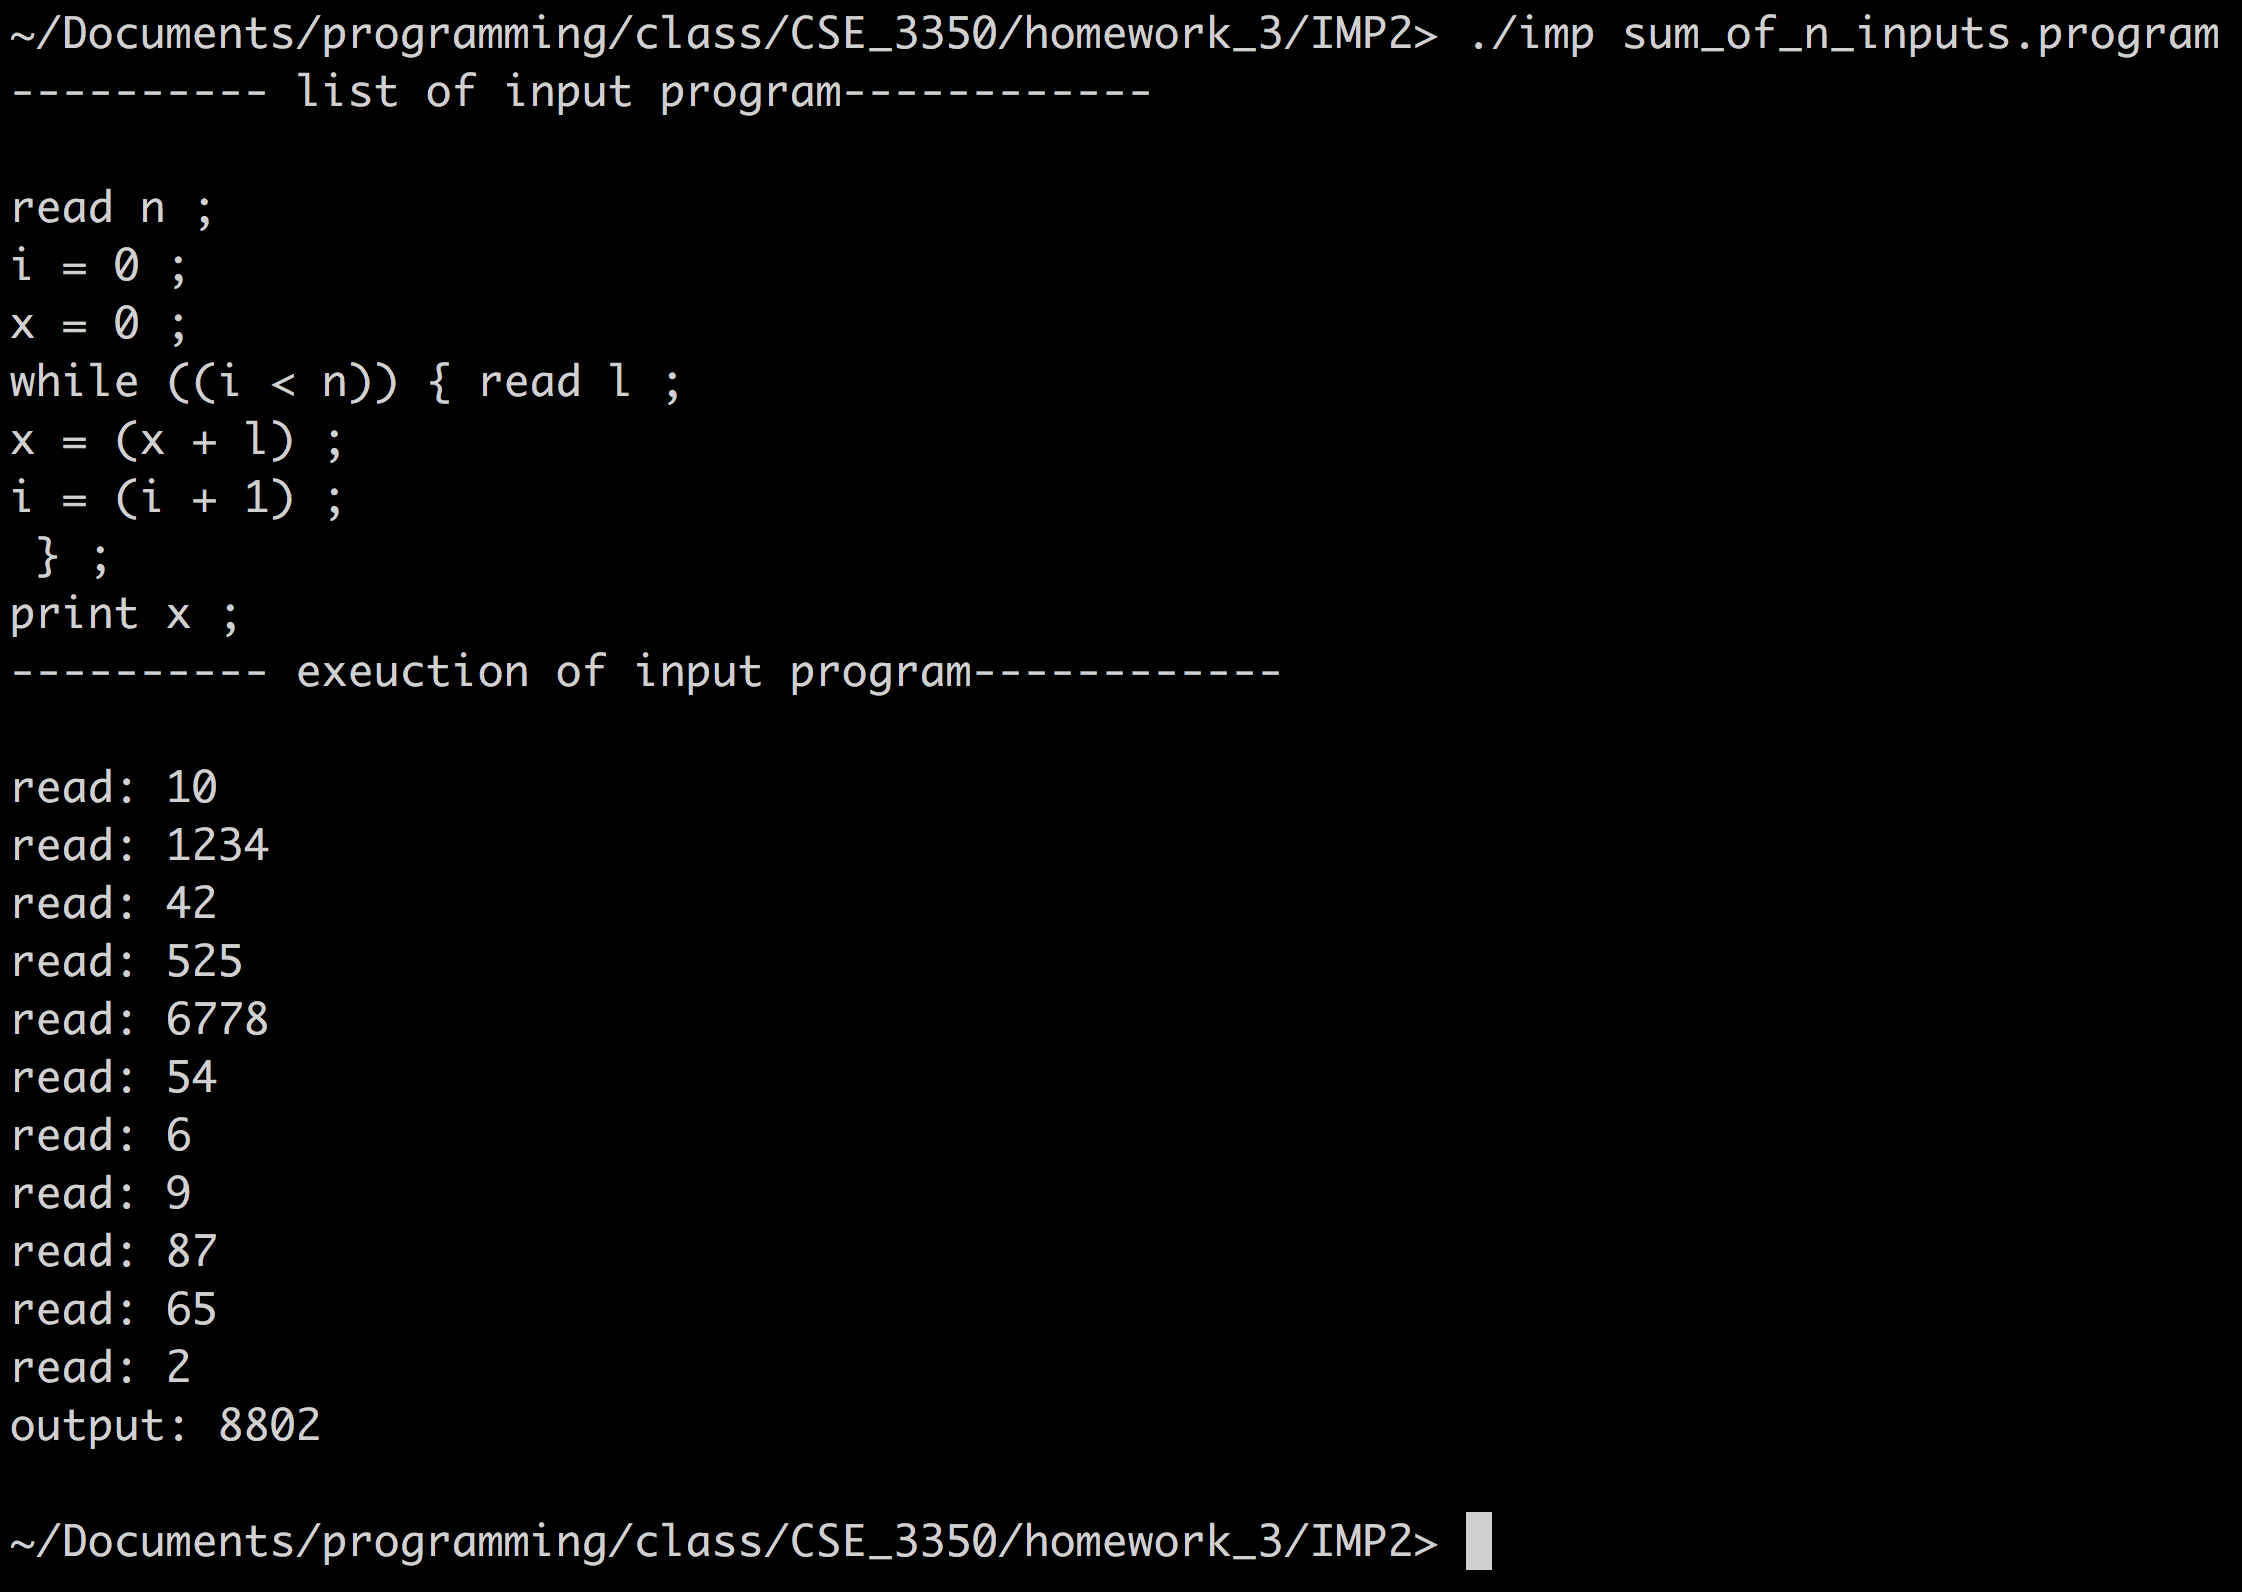 ~/Documents/programming/class/CSE_3350/homework_3/IMP2> ./imp sum_of_n_inputs.program
---------- list of input program------------
read n ;
i = 0 ;
x = 0 ;
while ((i < n)) { read l ;
x = (x + l) ;
i = (i + 1) ;
 } ;
print x ;
---------- exeuction of input program------------
read: 10
read: 1234
read: 42
read: 525
read: 6778
read: 54
read: 6
read: 9
read: 87
read: 65
read: 2
output: 8802
~/Documents/programming/class/CSE_3350/homework_3/IMP2>